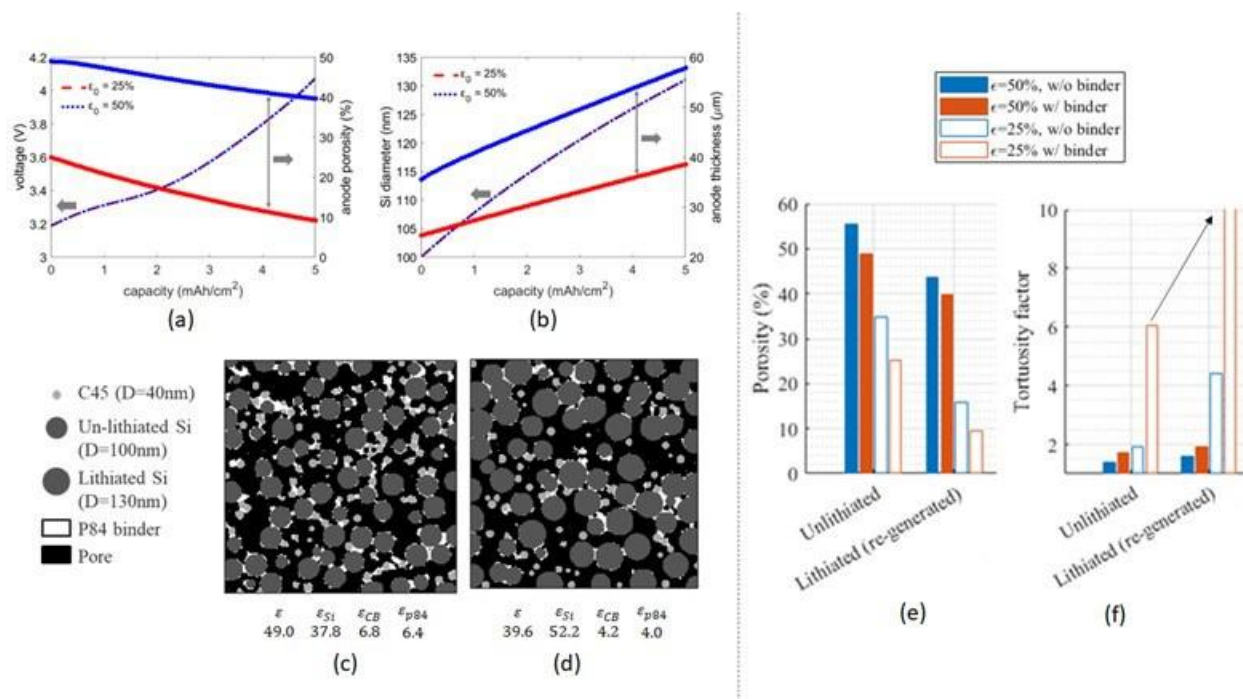 4.2
4
3.8
3.6
3.4
3.2
3
voltage (V)
ε₀ = 25%
ε₀ = 50%
50
40
30
20
10
0
anode porosity (%)
0 1 2 3 4 5
capacity (mAh/cm²)
(a)
135
130
125
120
115
110
105
100
Si diameter (nm)
ε₀ = 25%
ε₀ = 50%
60
50
40
30
20
anode thickness (μm)
0 1 2 3 4 5
capacity (mAh/cm²)
(b)
C45 (D=40nm)
Un-lithiated Si
(D=100nm)
Lithiated Si
(D=130nm)
P84 binder
Pore
ε ε_Si ε_CB ε_p84
49.0 37.8 6.8 6.4
(c)
ε ε_Si ε_CB ε_p84
39.6 52.2 4.2 4.0
(d)
ϵ=50%, w/o binder
ϵ=50% w/ binder
ϵ=25%, w/o binder
ϵ=25% w/ binder
60
50
40
30
20
10
0
Porosity (%)
Unlithiated
Lithiated (re-generated)
(e)
10
8
6
4
2
Tortuosity factor
Unlithiated
Lithiated (re-generated)
(f)